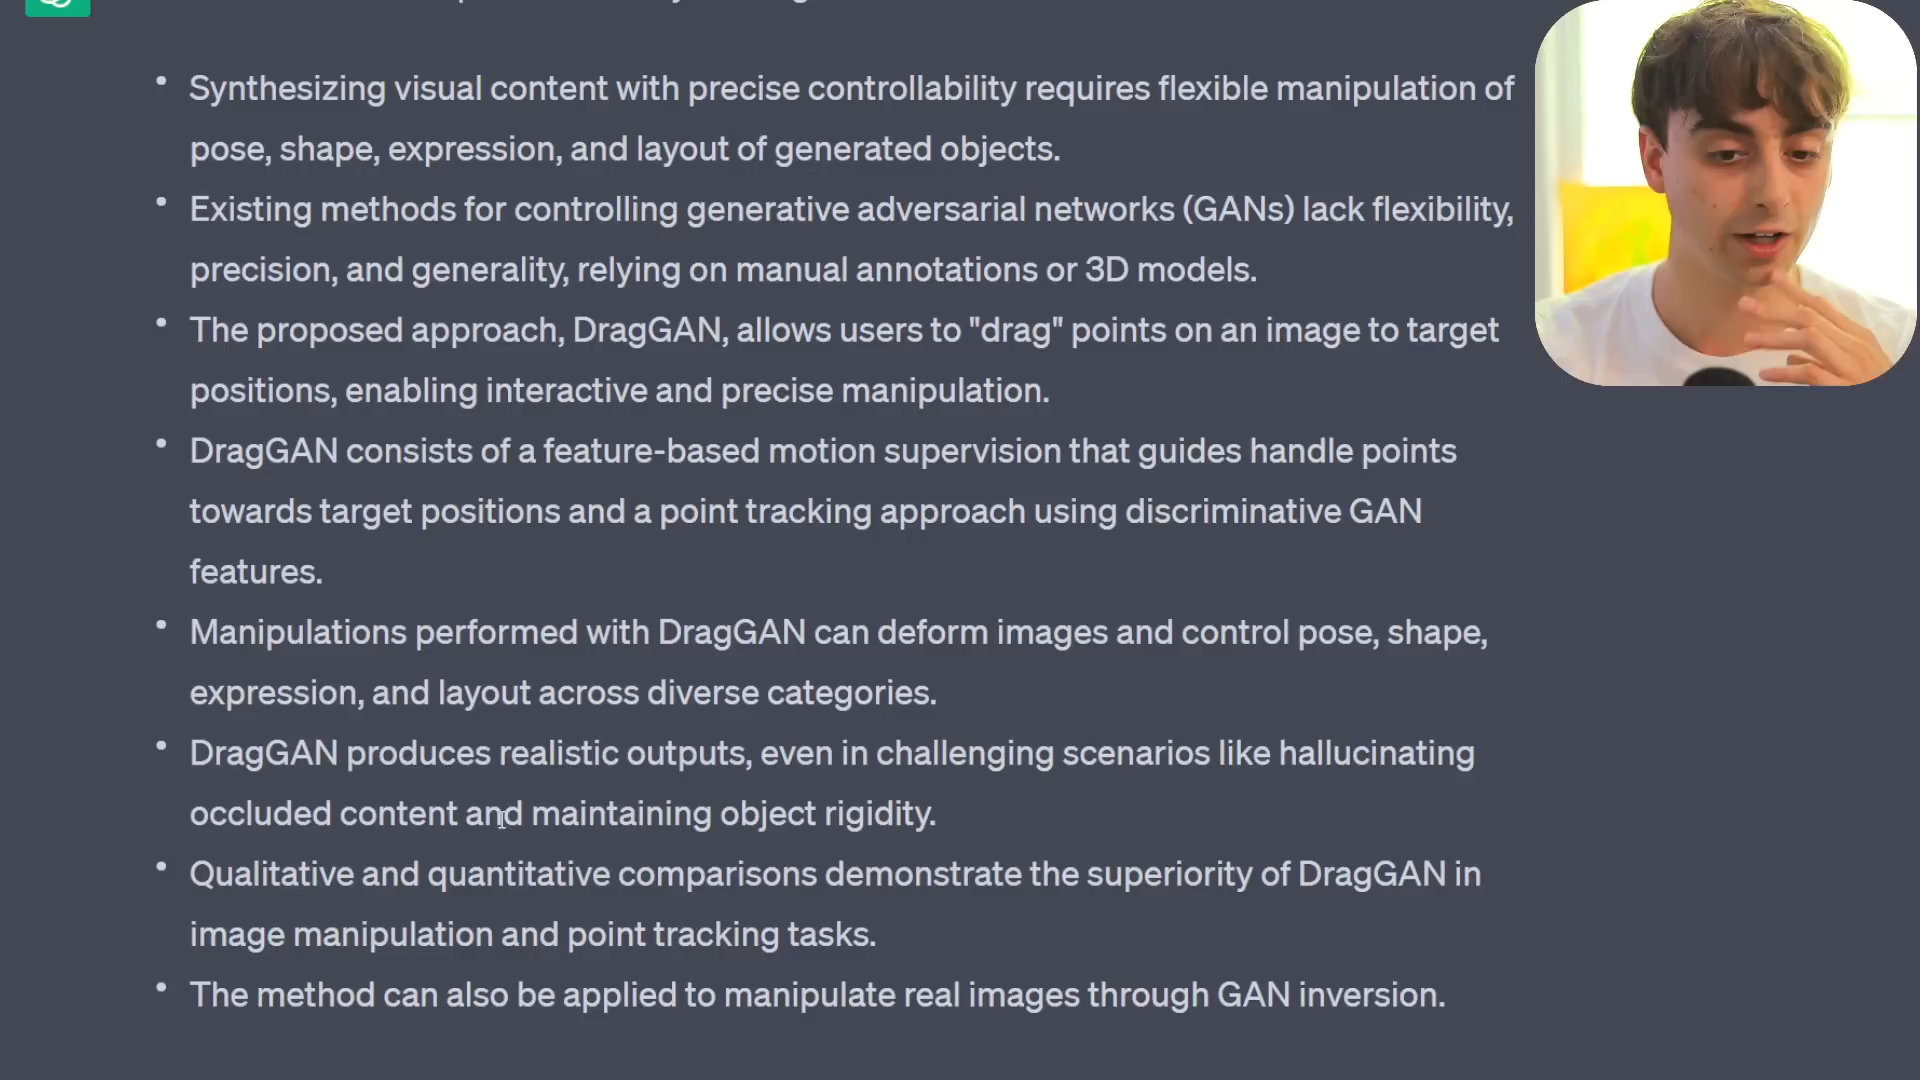 Synthesizing visual content with precise controllability requires flexible manipulation of
pose, shape, expression, and layout of generated objects.
Existing methods for controlling generative adversarial networks (GANs) lack flexibility,
precision, and generality, relying on manual annotations or 3D models.
The proposed approach, DragGAN, allows users to "drag" points on an image to target
positions, enabling interactive and precise manipulation.
DragGAN consists of a feature-based motion supervision that guides handle points
towards target positions and a point tracking approach using discriminative GAN
features.
Manipulations performed with DragGAN can deform images and control pose, shape,
expression, and layout across diverse categories.
DragGAN produces realistic outputs, even in challenging scenarios like hallucinating
occluded content and maintaining object rigidity.
Qualitative and quantitative comparisons demonstrate the superiority of DragGAN in
image manipulation and point tracking tasks.
The method can also be applied to manipulate real images through GAN inversion.